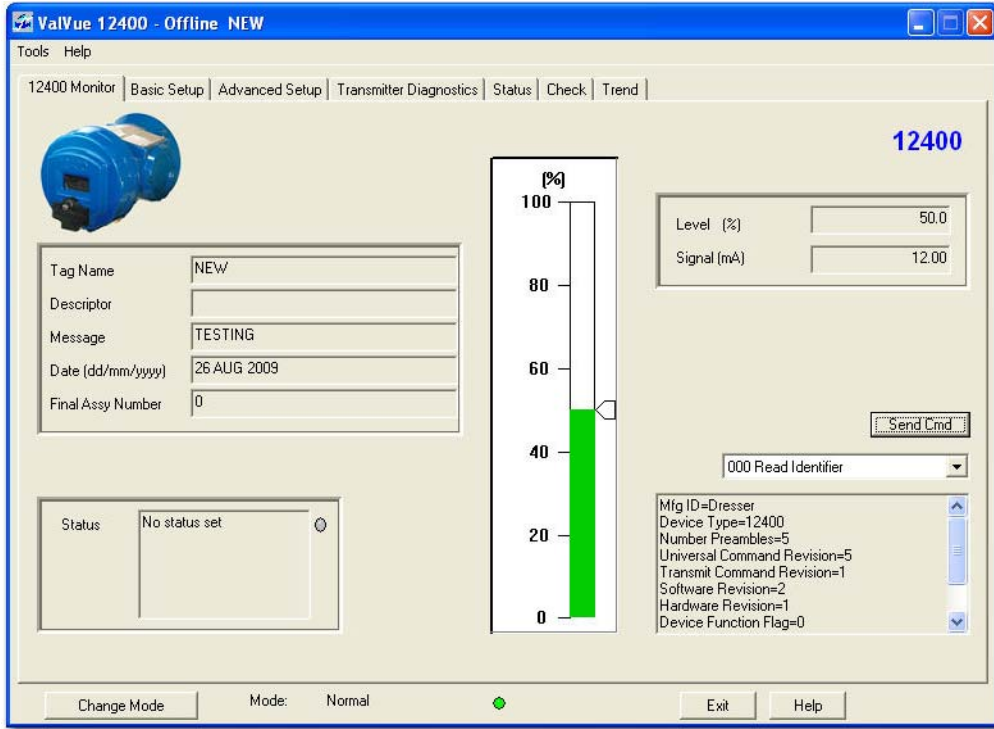 ValVue 12400 - Offline NEW
Tools Help
12400 Monitor Basic Setup Advanced Setup Transmitter Diagnostics Status Check Trend
12400
Tag Name NEW
Descriptor
Message TESTING
Date (dd/mm/yyyy) 26 AUG 2009
Final Assy Number 0
Status No status set
(%)
100
80
60
40
20
0
Level (%) 50.0
Signal (mA) 12.00
Send Cmd
000 Read Identifier
Mfg ID=Dresser
Device Type=12400
Number Preambles=5
Universal Command Revision=5
Transmit Command Revision=1
Software Revision=2
Hardware Revision=1
Device Function Flag=0
Change Mode Mode: Normal Exit Help